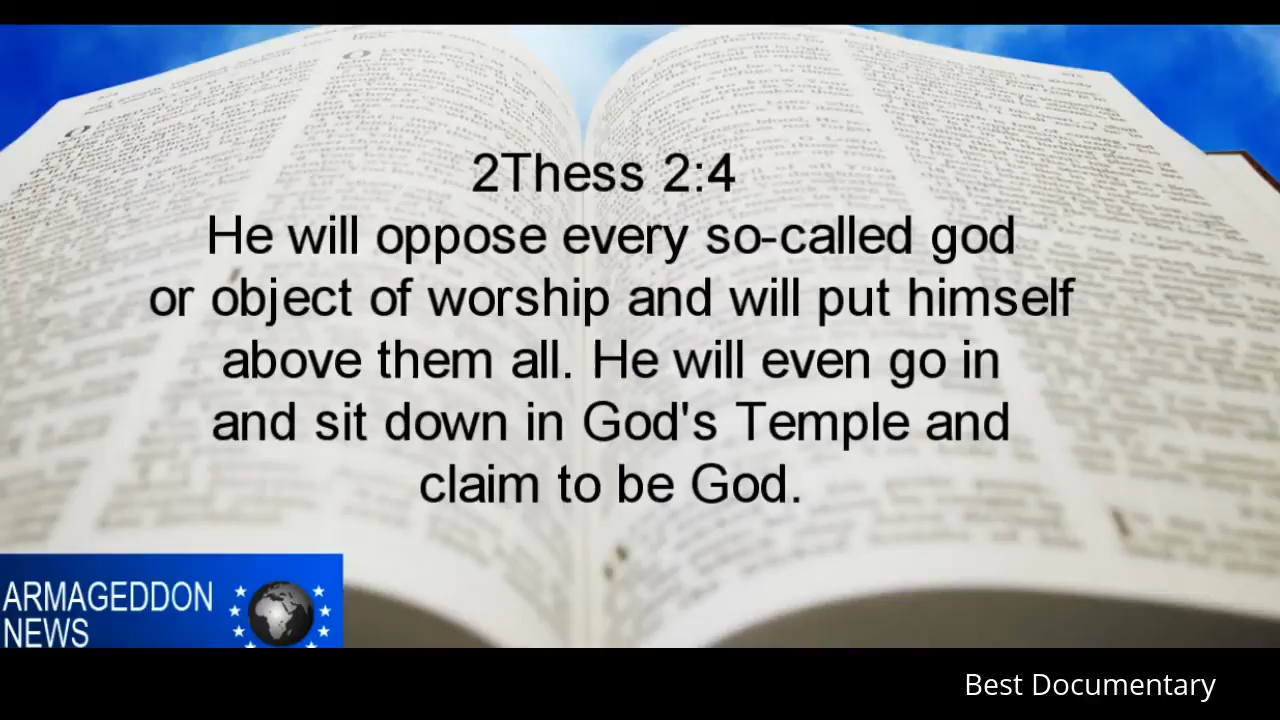 2Thess 2:4
He will oppose every so-called god
or object of worship and will put himself
above them all. He will even go in
and sit down in God's Temple and
claim to be God.
ARMAGEDDON
NEWS
Best Documentary